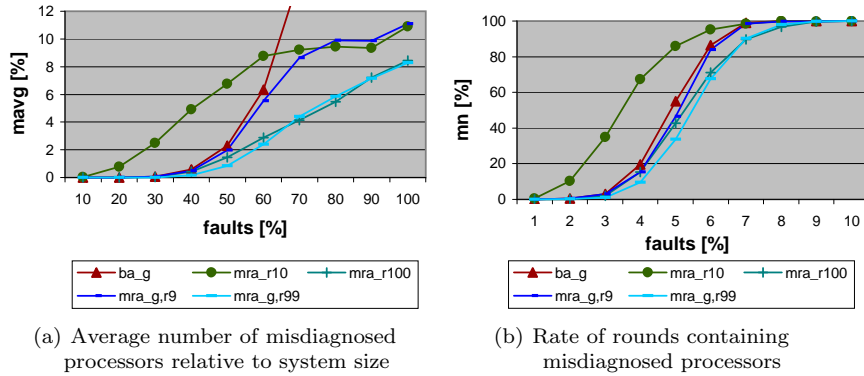 12
10
8
6
4
2
0
mavg [%]
10 20 30 40 50 60 70 80 90 100
faults [%]
ba_g mra_r10 mra_r100
mra_g,r9 mra_g,r99
(a) Average number of misdiagnosed
processors relative to system size
100
80
60
40
20
0
mn [%]
1 2 3 4 5 6 7 8 9 10
faults [%]
ba_g mra_r10 mra_r100
mra_g,r9 mra_g,r99
(b) Rate of rounds containing
misdiagnosed processors